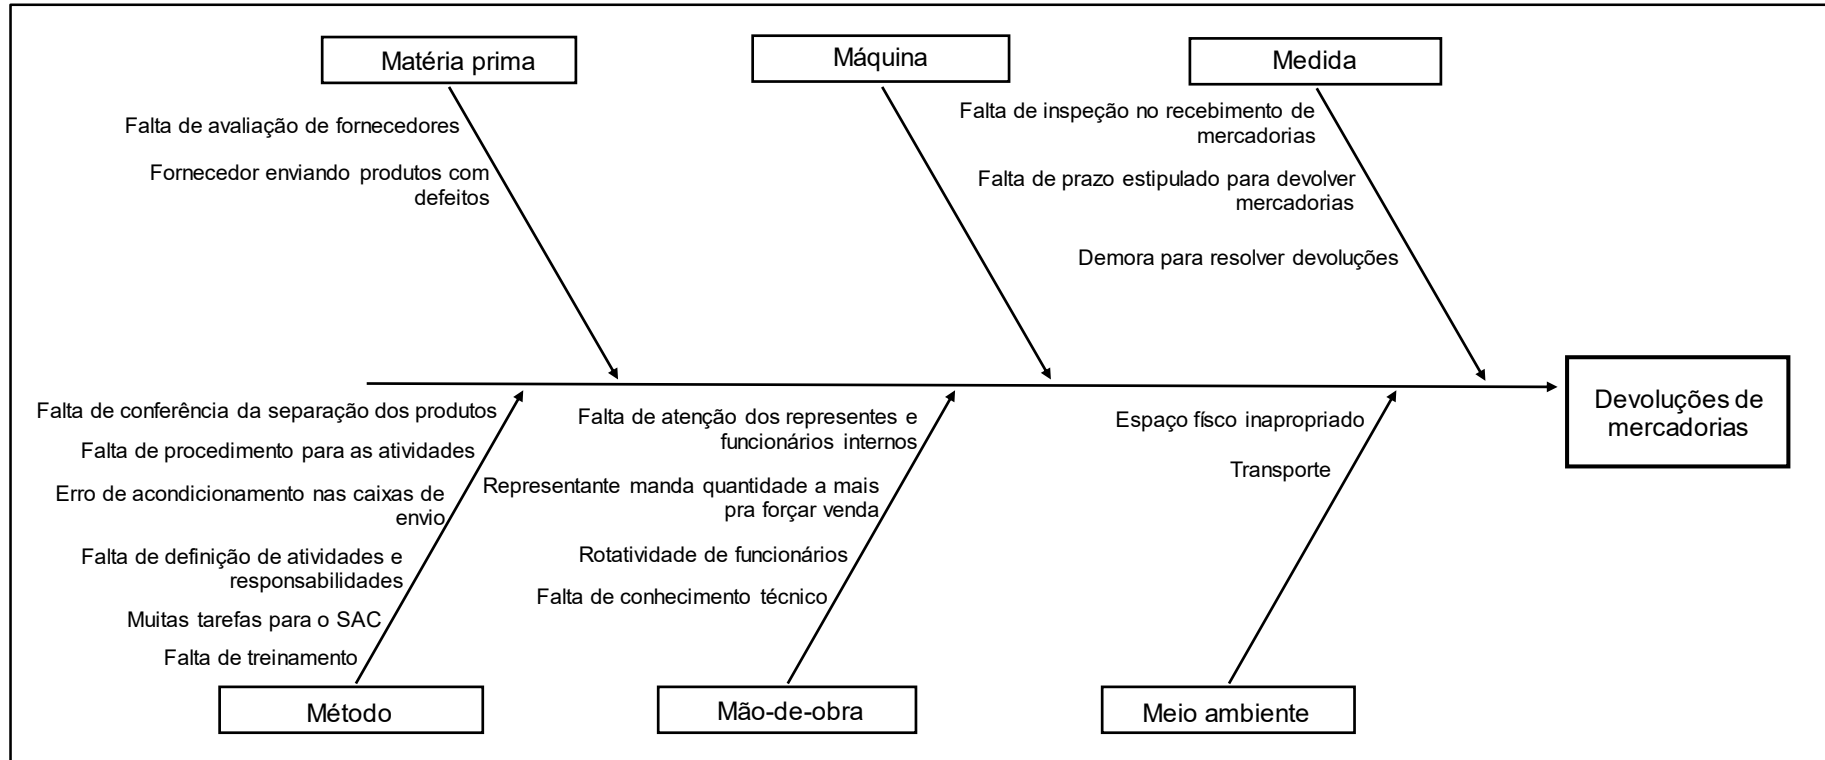 Matéria prima
Máquina
Medida
Falta de avaliação de fornecedores
Fornecedor enviando produtos com
defeitos
Falta de inspeção no recebimento de
mercadorias
Falta de prazo estipulado para devolver
mercadorias
Demora para resolver devoluções
Devoluções de
mercadorias
Falta de conferência da separação dos produtos
Falta de procedimento para as atividades
Erro de acondicionamento nas caixas de
envio
Falta de definição de atividades e
responsabilidades
Muitas tarefas para o SAC
Falta de treinamento
Falta de atenção dos represententes e
funcionários internos
Representante manda quantidade a mais
pra forçar venda
Rotatividade de funcionários
Falta de conhecimento técnico
Espaço físco inapropriado
Transporte
Método
Mão-de-obra
Meio ambiente